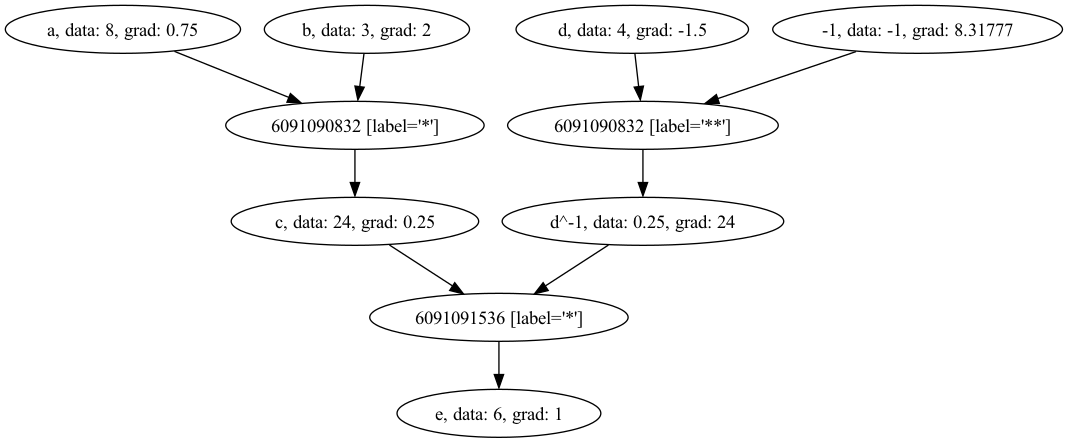 a, data: 8, grad: 0.75
b, data: 3, grad: 2
d, data: 4, grad: -1.5
-1, data: -1, grad: 8.31777
6091090832 [label='*']
6091090832 [label='**']
c, data: 24, grad: 0.25
d^-1, data: 0.25, grad: 24
6091091536 [label='*']
e, data: 6, grad: 1